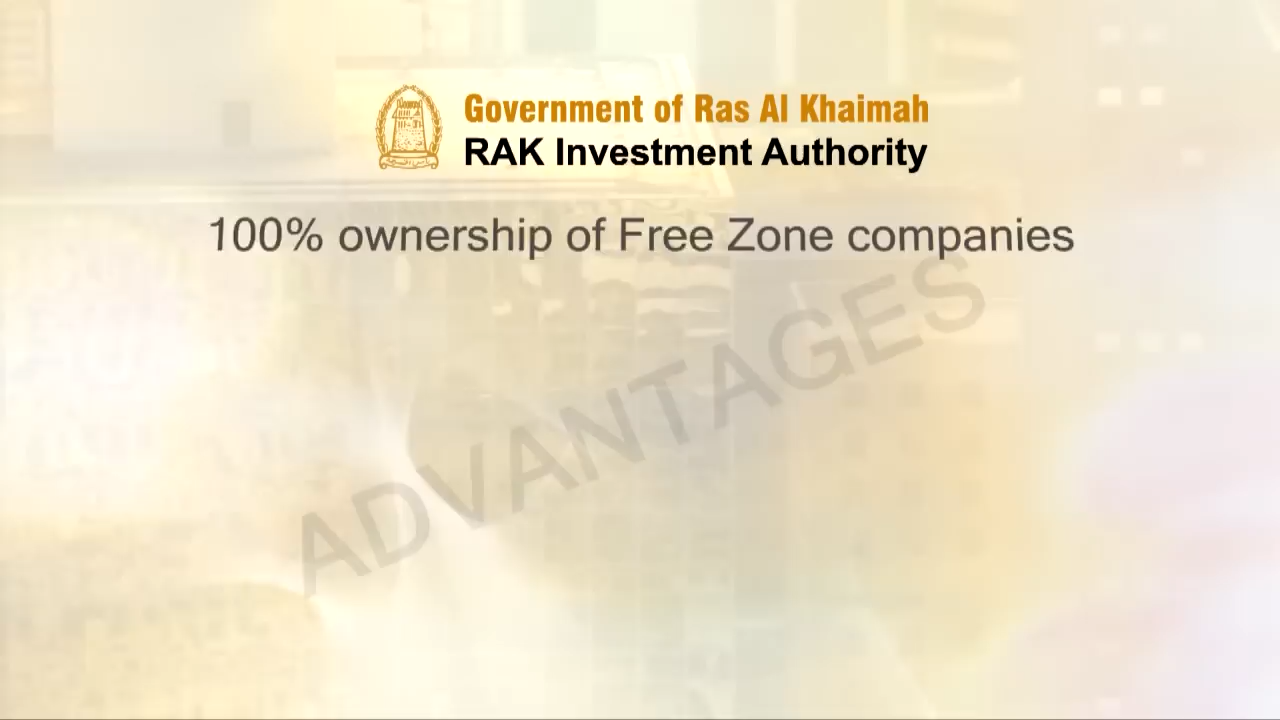 Government of Ras Al Khaimah
RAK Investment Authority
100% ownership of Free Zone companies
ADVANTAGES